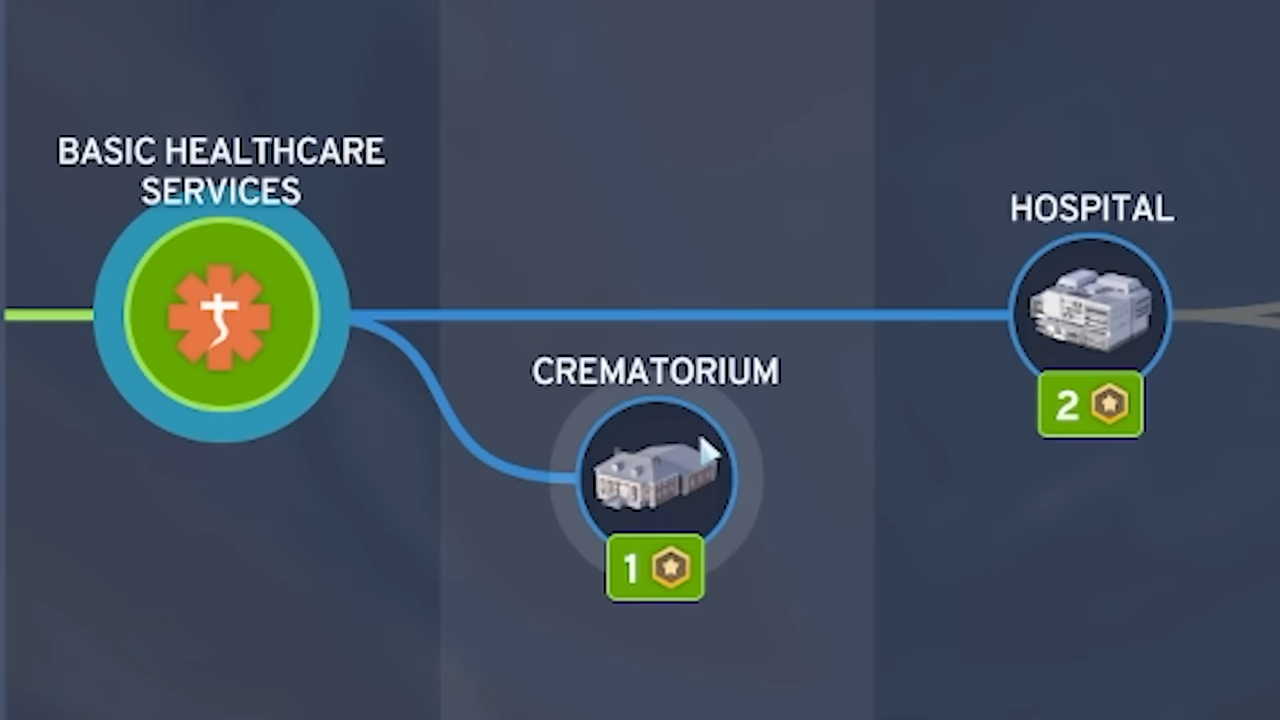 BASIC HEALTHCARE
SERVICES
HOSPITAL
2
CREMATORIUM
1